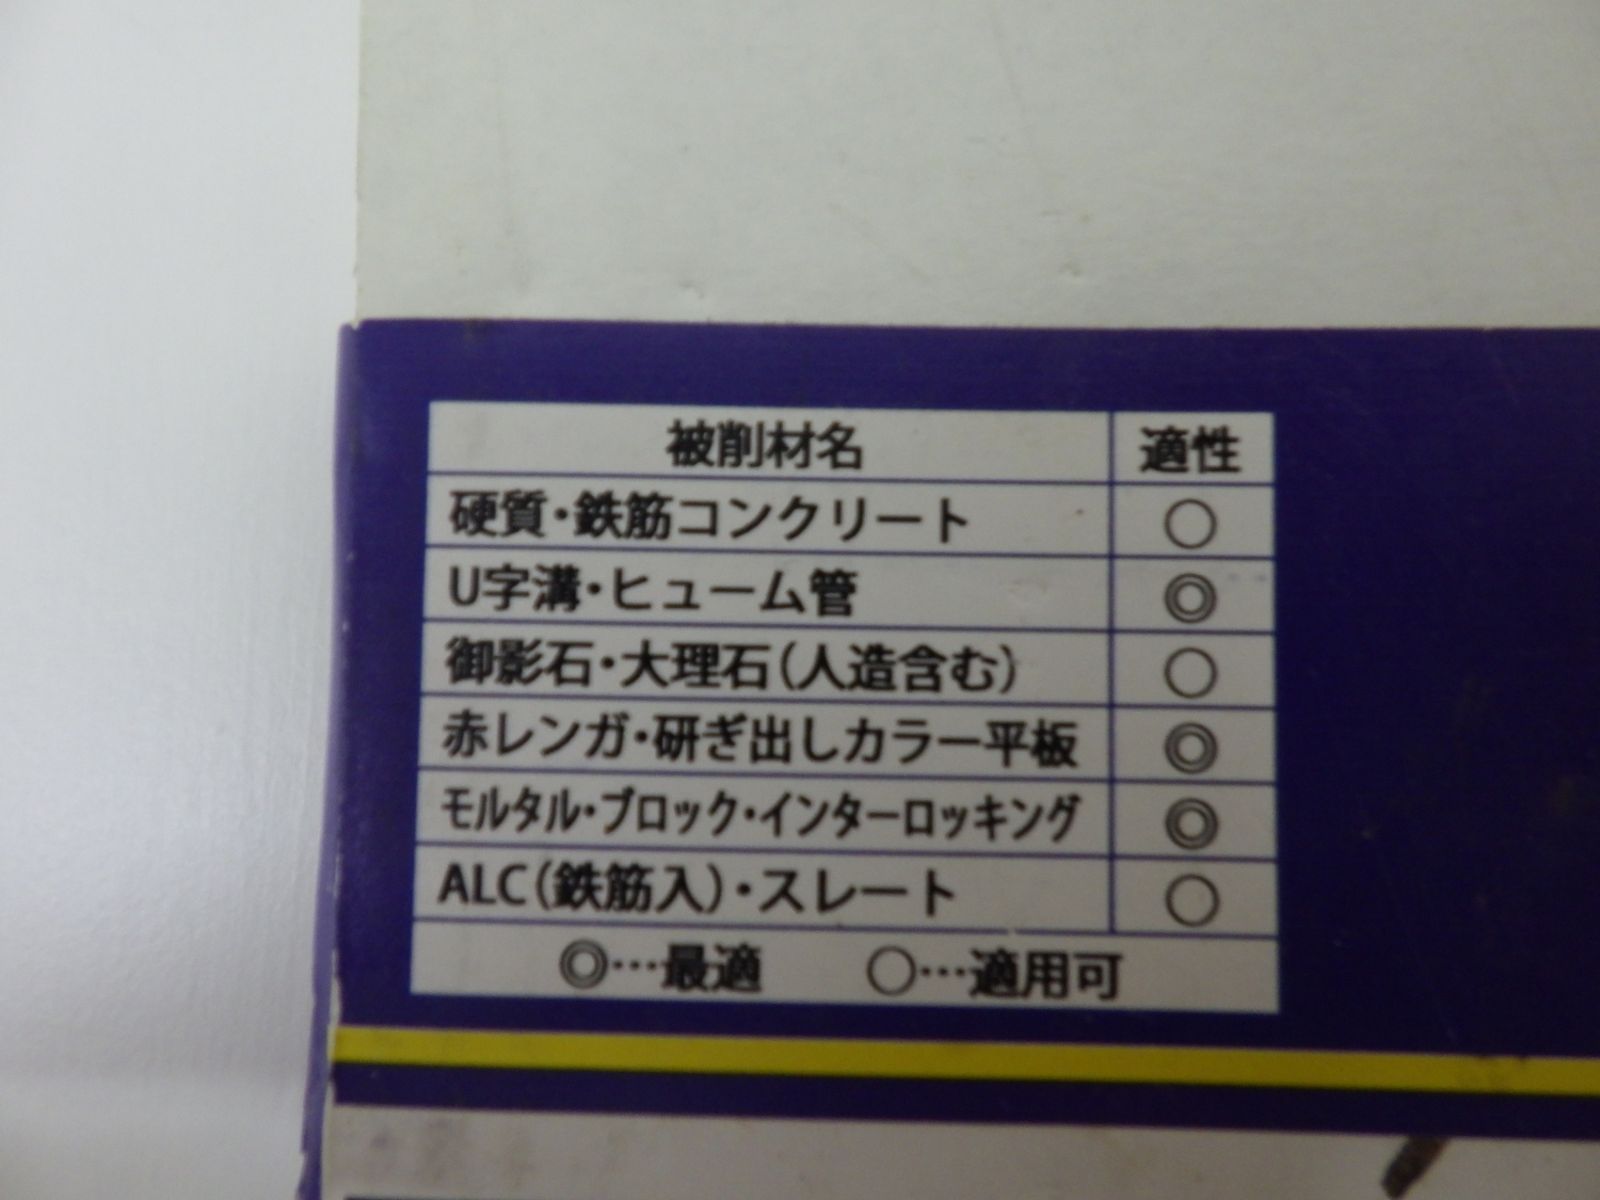 被削材名 適性
硬質・鉄筋コンクリート ○
U字溝・ヒューム管 ◎
御影石・大理石(人造含む) ○
赤レンガ・研ぎ出しカラー平板 ◎
モルタル・ブロック・インターロッキング ◎
ALC(鉄筋入)・スレート ○
◎…最適 ○…適用可